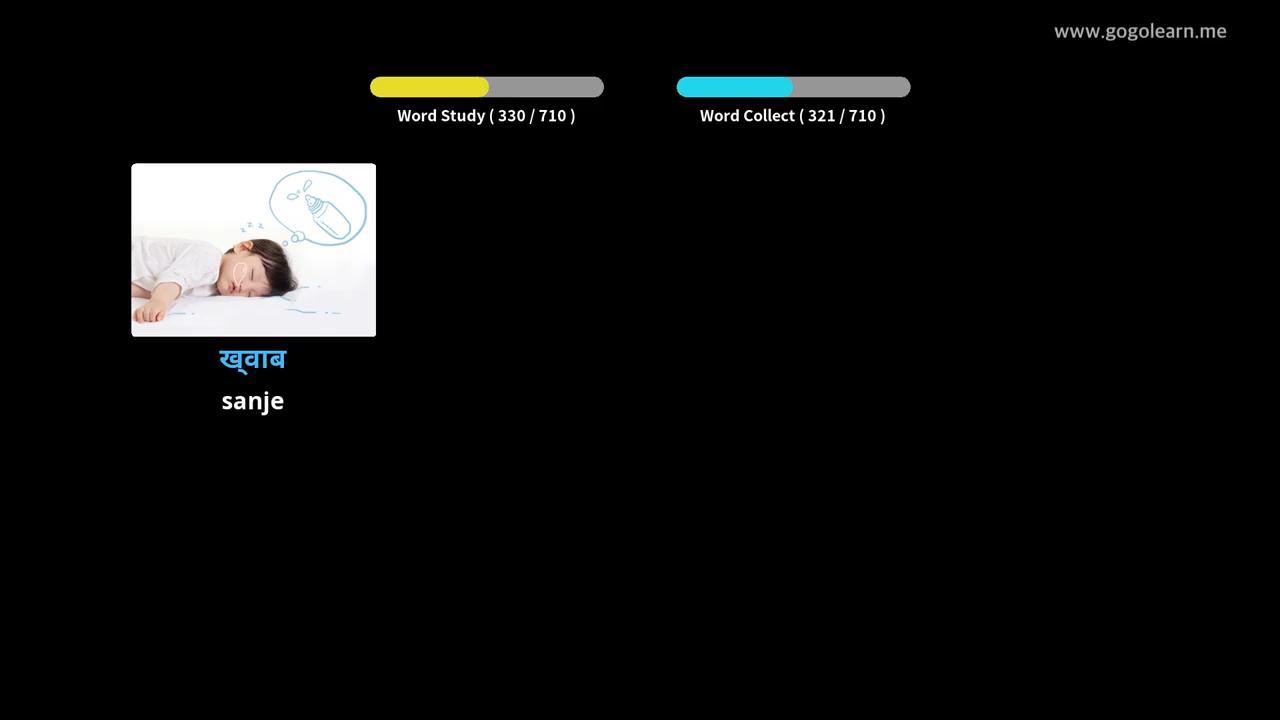 www.gogolearn.me
Word Study ( 330 / 710 )
Word Collect ( 321 / 710 )
z z z
ख्वाब
sanje